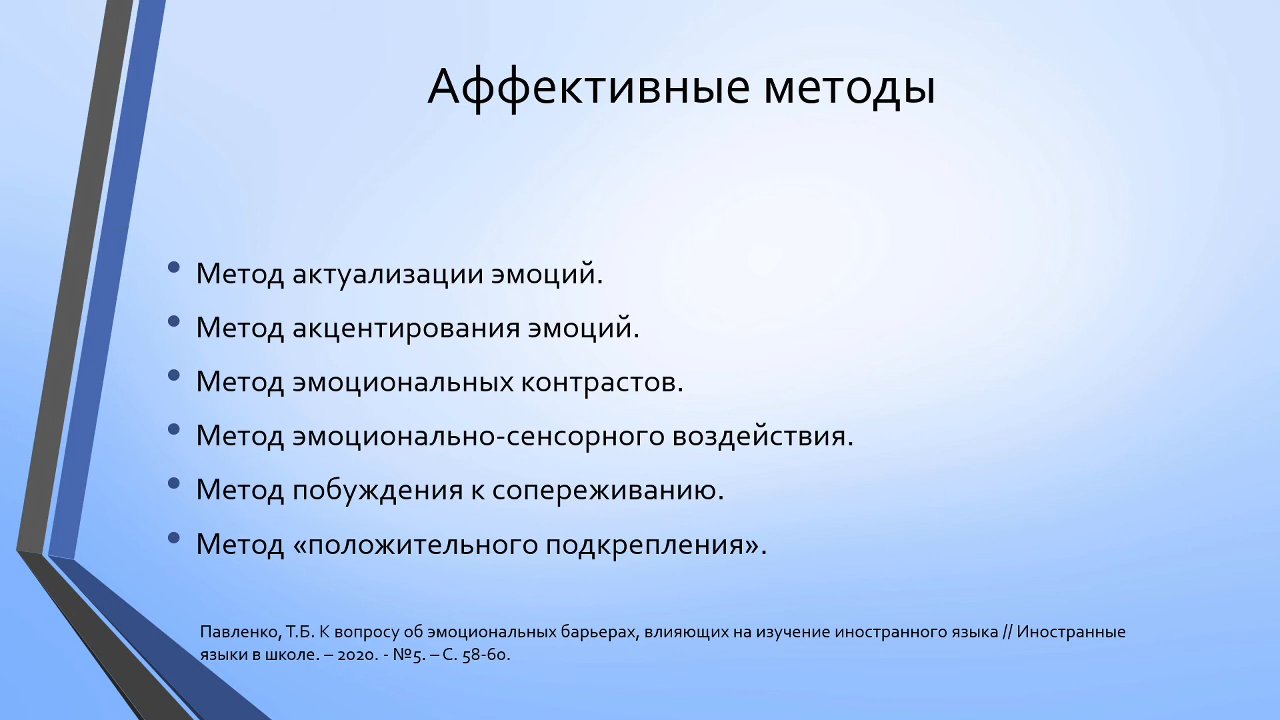 Аффективные методы
• Метод актуализации эмоций.
• Метод акцентирования эмоций.
• Метод эмоциональных контрастов.
• Метод эмоционально-сенсорного воздействия.
• Метод побуждения к сопереживанию.
• Метод «положительного подкрепления».
Павленко, Т.Б. К вопросу об эмоциональных барьерах, влияющих на изучение иностранного языка // Иностранные
языки в школе. – 2020. - №5. – С. 58-60.